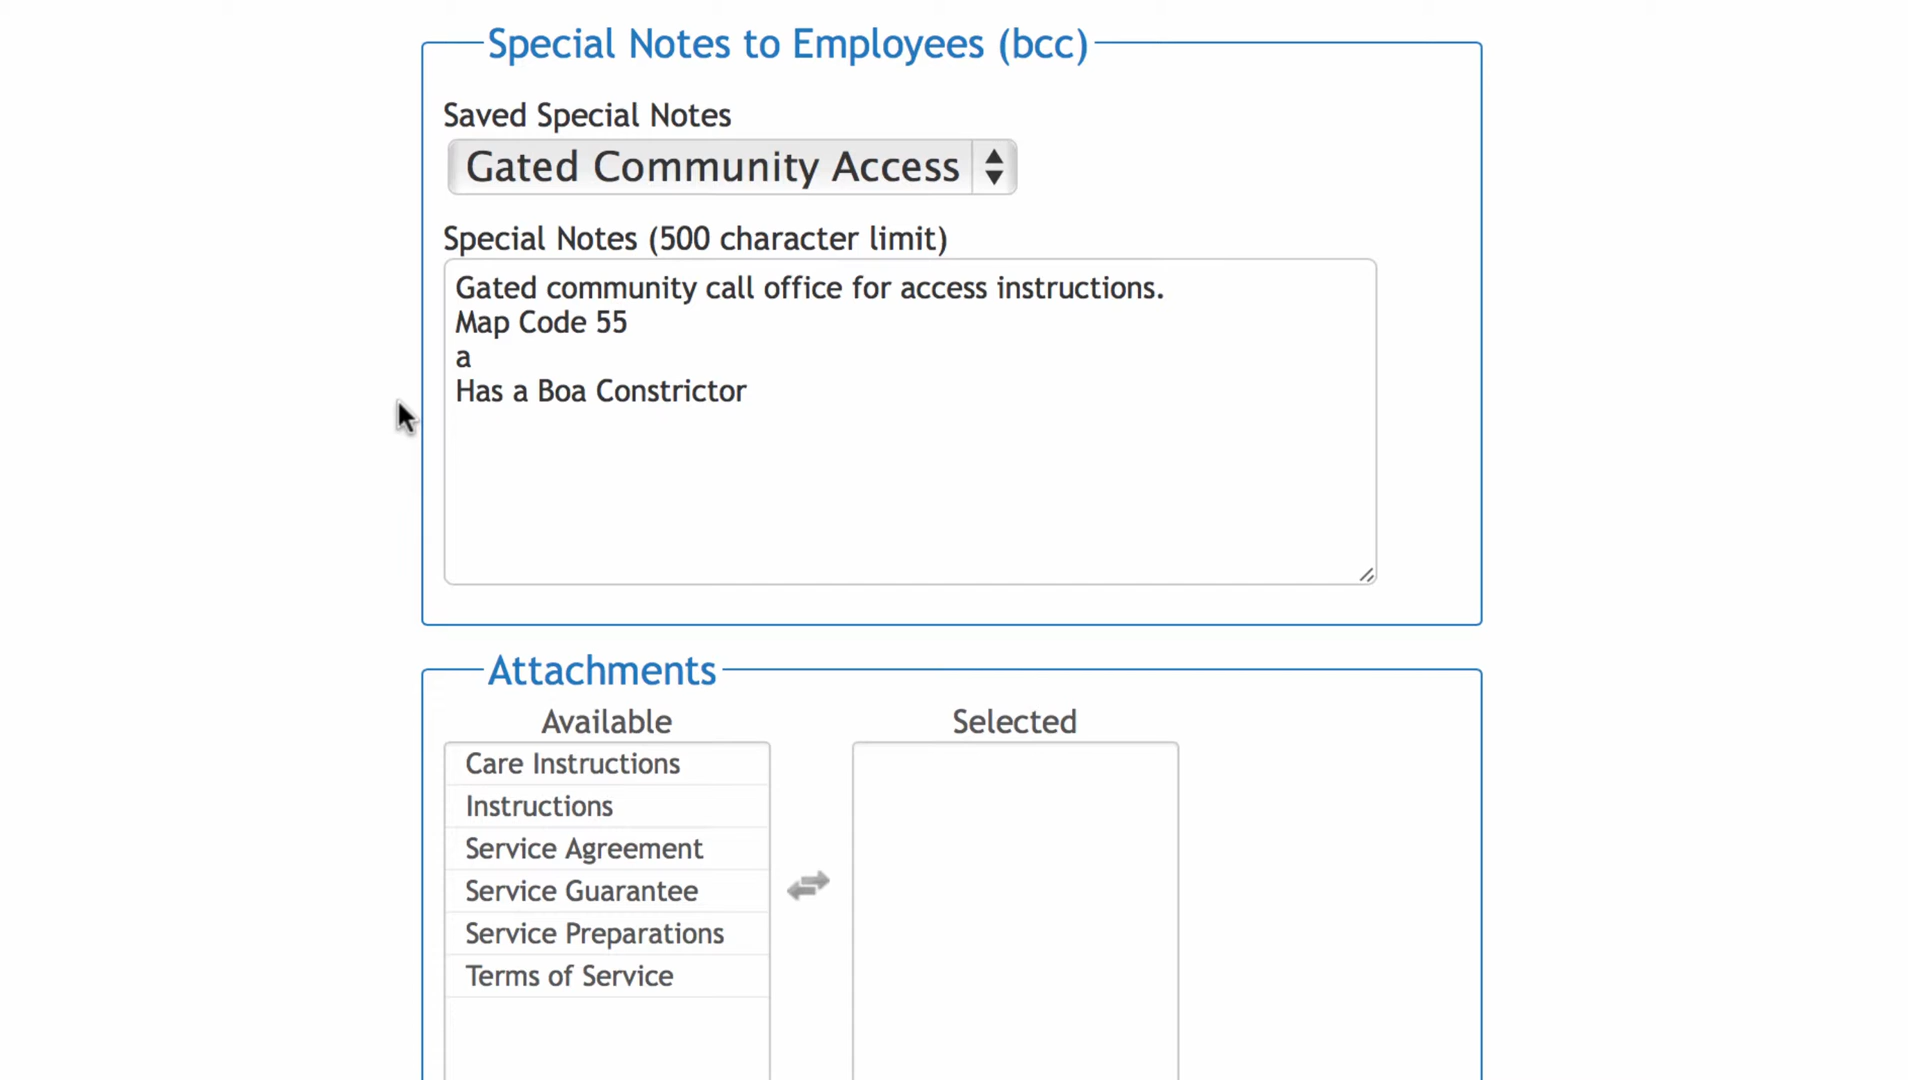 Special Notes to Employees (bcc)
Saved Special Notes
Gated Community Access
Special Notes (500 character limit)
Gated community call office for access instructions.
Map Code 55
a
Has a Boa Constrictor
Attachments
Available
Selected
Care Instructions
Instructions
Service Agreement
Service Guarantee
Service Preparations
Terms of Service